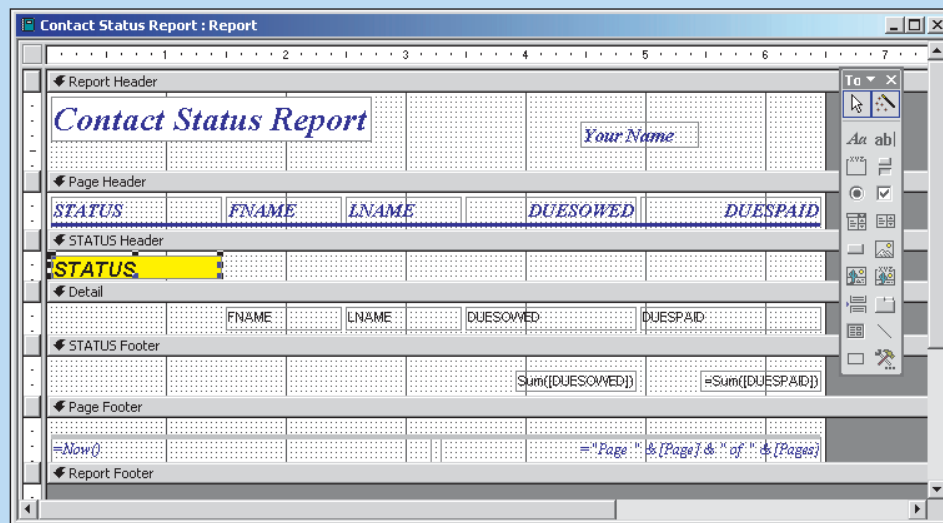 Contact Status Report : Report
1 2 3 4 5 6 7
Report Header
To
Contact Status Report
Your Name
Aa ab|
Page Header
XYZ
STATUS FNAME LNAME DUESOWED DUESPAID
STATUS Header
STATUS
Detail
FNAME LNAME DUESOWED DUESPAID
STATUS Footer
Sum([DUESOWED]) =Sum([DUESPAID])
Page Footer
=Now() ="Page " & [Page] & " of " & [Pages]
Report Footer